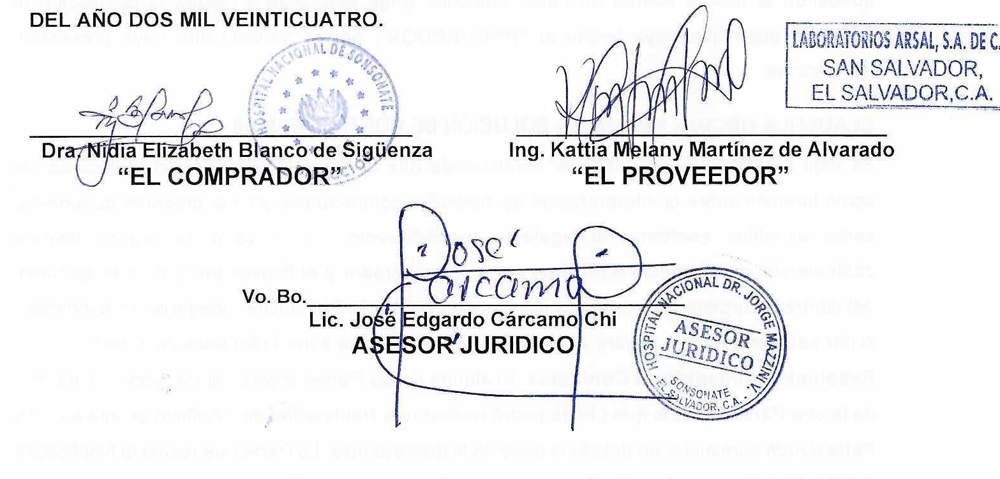 DEL AÑO DOS MIL VEINTICUATRO.
HOSPITAL NACIONAL DE SONSONATE
LABORATORIOS ARSAL, S.A. DE C.
SAN SALVADOR,
EL SALVADOR, C.A.
Dra. Nidia Elizabeth Blanco de Sigüenza
“EL COMPRADOR”
Ing. Kattia Melany Martínez de Alvarado
“EL PROVEEDOR”
José
Carcamo
Vo. Bo.
Lic. José Edgardo Cárcamo Chi
ASESOR JURIDICO
HOSPITAL NACIONAL DR. JORGE MAZZINI V.
ASESOR
JURIDICO
SONSONATE
EL SALVADOR, C.A.